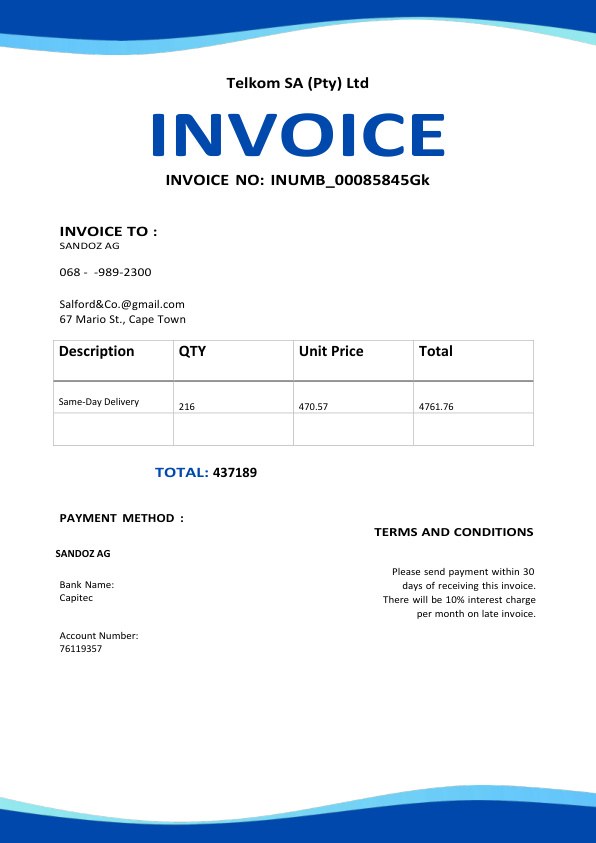 Telkom SA (Pty) Ltd
INVOICE
INVOICE NO: INUMB_00085845Gk
INVOICE TO :
SANDOZ AG
068 -  -989-2300
Salford&Co.@gmail.com
67 Mario St., Cape Town
Description QTY Unit Price Total
Same-Day Delivery 216 470.57 4761.76
TOTAL: 437189
PAYMENT METHOD :
SANDOZ AG
Bank Name:
Capitec
Account Number:
76119357
TERMS AND CONDITIONS
Please send payment within 30
days of receiving this invoice.
There will be 10% interest charge
per month on late invoice.